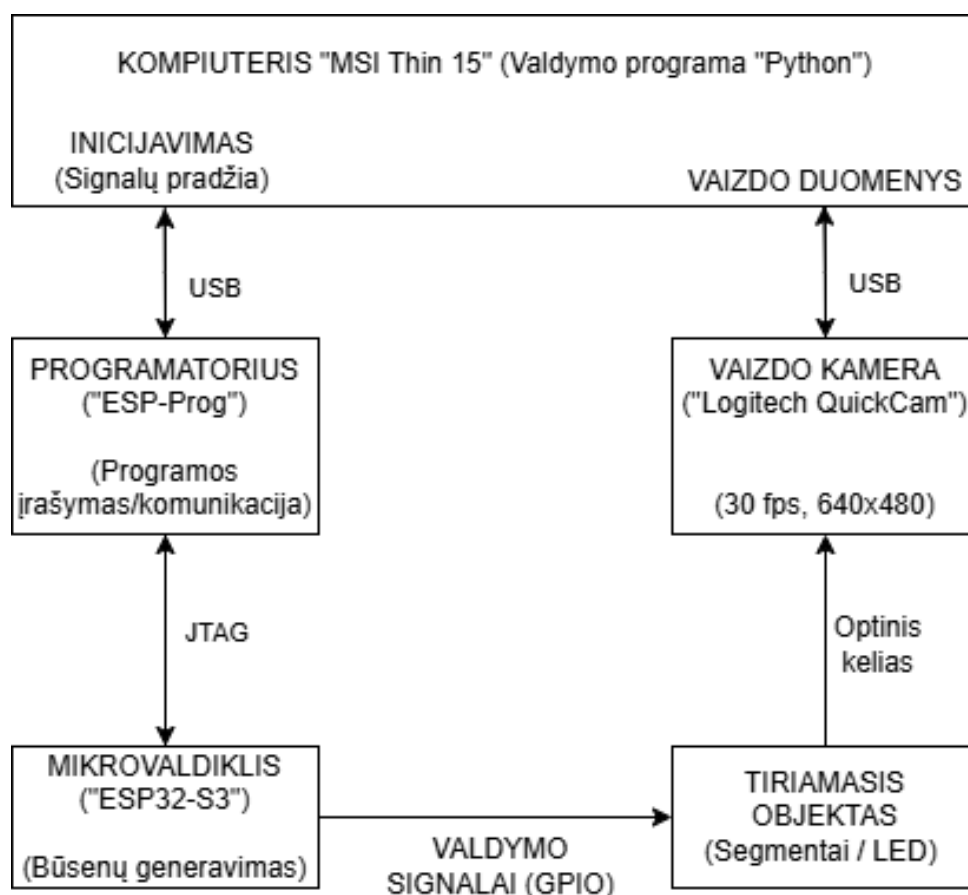 KOMPIUTERIS "MSI Thin 15" (Valdymo programa "Python")
INICIJAVIMAS
(Signalų pradžia)
VAIZDO DUOMENYS
USB
USB
PROGRAMATORIUS
("ESP-Prog")
(Programos
įrašymas/komunikacija)
VAIZDO KAMERA
("Logitech QuickCam")
(30 fps, 640x480)
JTAG
Optinis
kelias
MIKROVALDIKLIS
("ESP32-S3")
(Būsenų generavimas)
VALDYMO
SIGNALAI (GPIO)
TIRIAMASIS
OBJEKTAS
(Segmentai / LED)